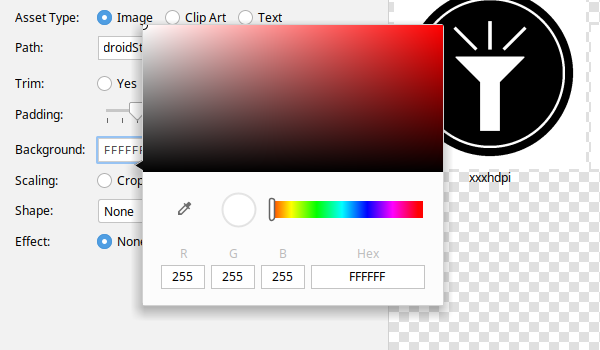 Asset Type: Image Clip Art Text
Path: droidSt
Trim: Yes
Padding:
Background: FFFFFF
Scaling: Crop
Shape: None
Effect: None
xxxhdpi
R G B Hex
255 255 255 FFFFFF